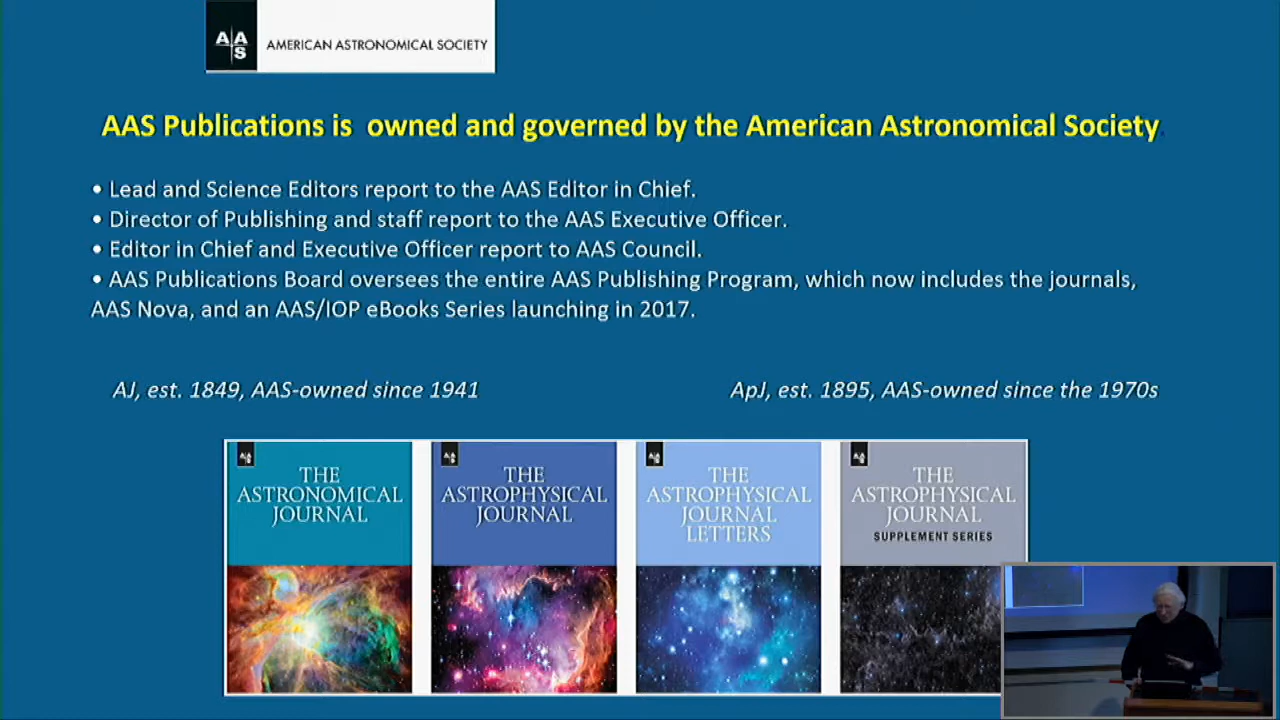 AAS
AMERICAN ASTRONOMICAL SOCIETY
AAS Publications is owned and governed by the American Astronomical Society.
• Lead and Science Editors report to the AAS Editor in Chief.
• Director of Publishing and staff report to the AAS Executive Officer.
• Editor in Chief and Executive Officer report to AAS Council.
• AAS Publications Board oversees the entire AAS Publishing Program, which now includes the journals,
AAS Nova, and an AAS/IOP eBooks Series launching in 2017.
AJ, est. 1849, AAS-owned since 1941
ApJ, est. 1895, AAS-owned since the 1970s
AAS
THE
ASTRONOMICAL
JOURNAL
AAS
THE
ASTROPHYSICAL
JOURNAL
AAS
THE
ASTROPHYSICAL
JOURNAL
LETTERS
AAS
THE
ASTROPHYSICAL
JOURNAL
SUPPLEMENT SERIES